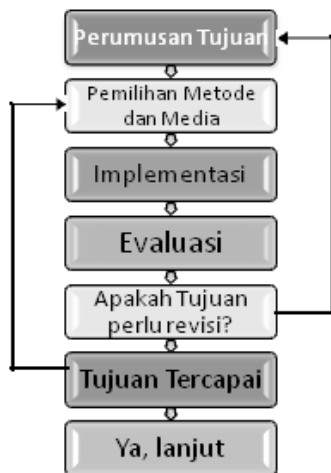 Perumusan Tujuan
Pemilihan Metode
dan Media
Implementasi
Evaluasi
Apakah Tujuan
perlu revisi?
Tujuan Tercapai
Ya, lanjut